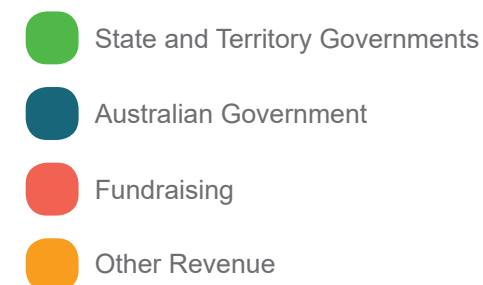 State and Territory Governments
Australian Government
Fundraising
Other Revenue